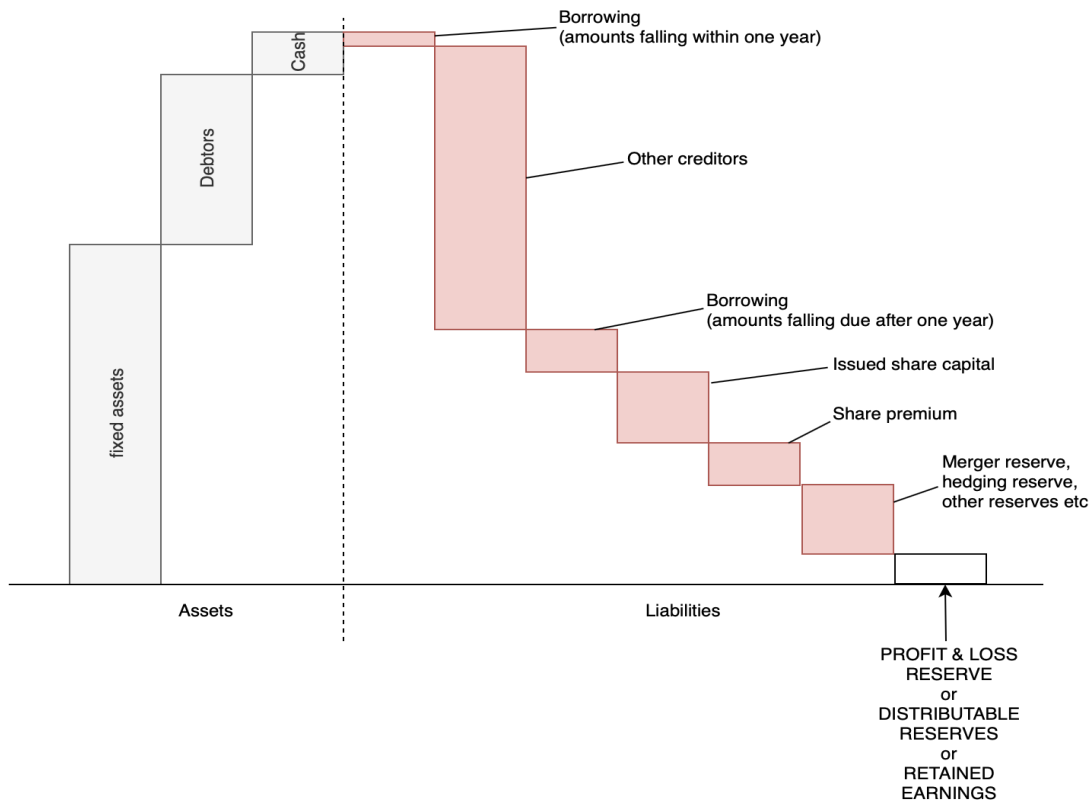 Borrowing
(amounts falling within one year)
Cash
Debtors
Other creditors
Borrowing
(amounts falling due after one year)
fixed assets
Issued share capital
Share premium
Merger reserve,
hedging reserve,
other reserves etc
Assets
Liabilities
PROFIT & LOSS
RESERVE
or
DISTRIBUTABLE
RESERVES
or
RETAINED
EARNINGS